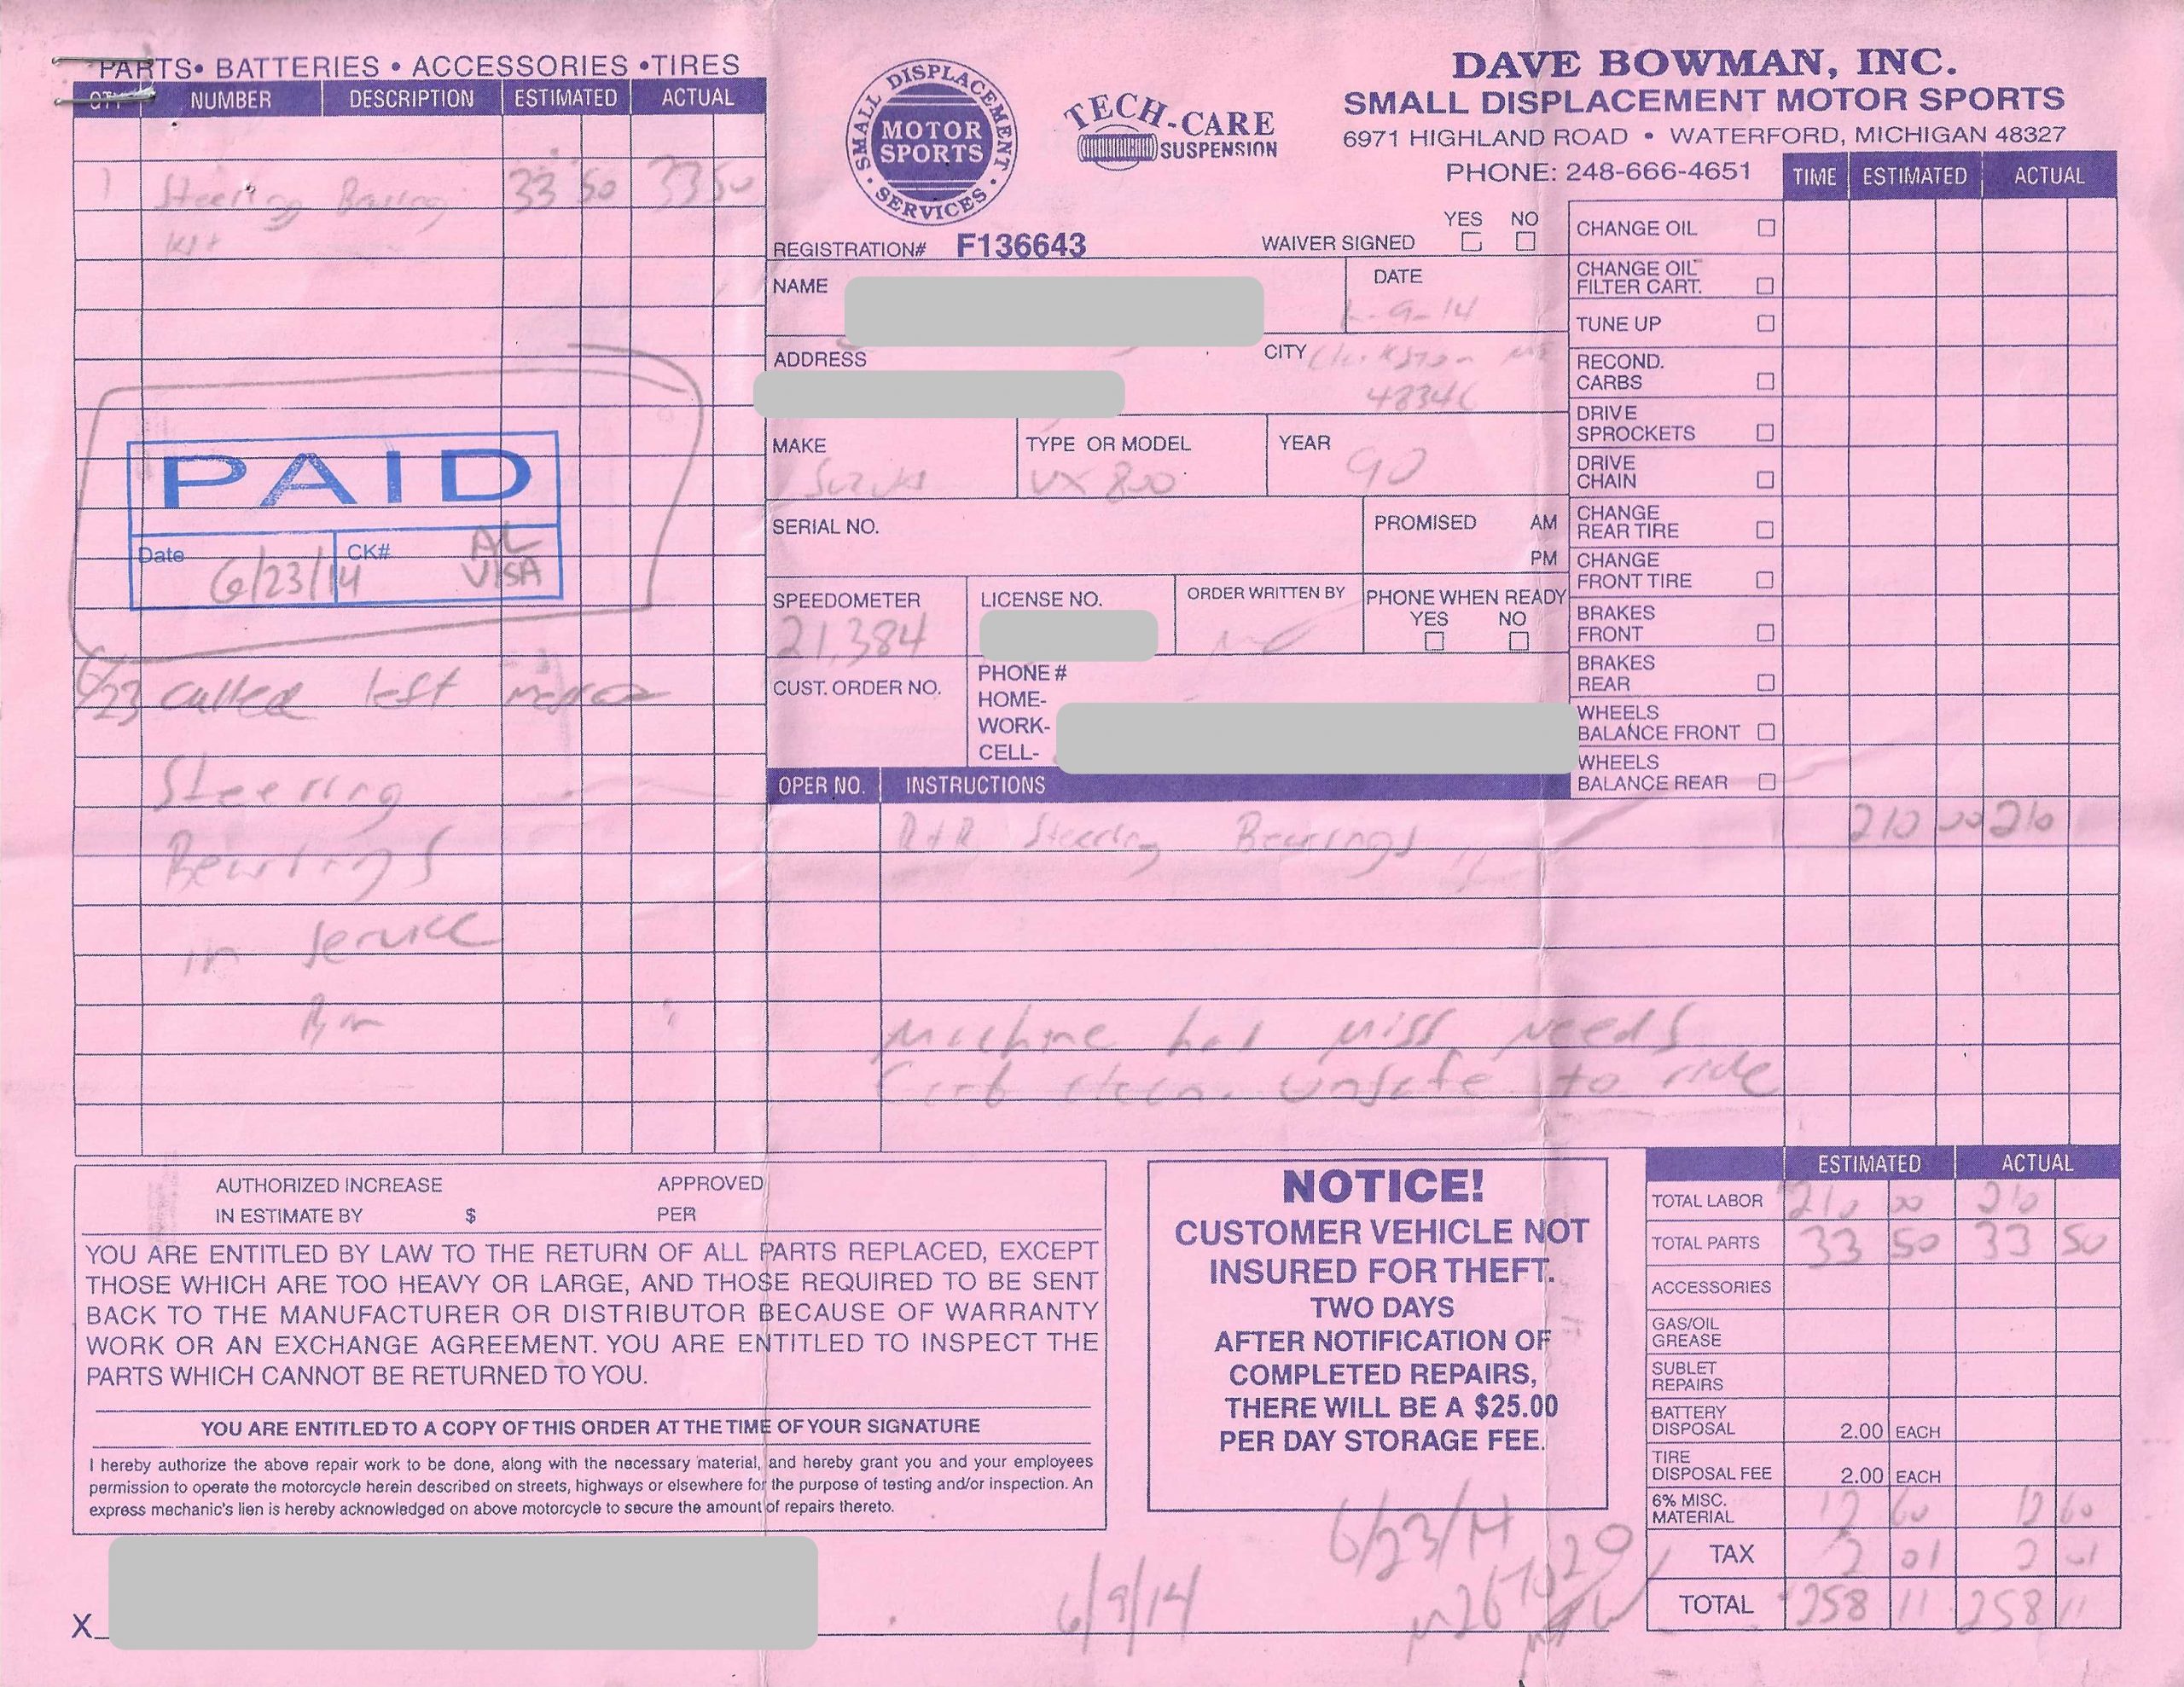 PARTS• BATTERIES • ACCESSORIES •TIRES
QTY NUMBER DESCRIPTION ESTIMATED ACTUAL
1 Steering Bearing 33 50 33 50
Kit
PAID
Date 6/23/14 CK# AL
VISA
6/23 called left
Steering
Bearings
in service
SMALL DISPLACEMENT
MOTOR
SPORTS
• SERVICES •
TECH-CARE
SUSPENSION
DAVE BOWMAN, INC.
SMALL DISPLACEMENT MOTOR SPORTS
6971 HIGHLAND ROAD • WATERFORD, MICHIGAN 48327
PHONE: 248-666-4651
REGISTRATION# F136643
WAIVER SIGNED YES NO
NAME
DATE
6-9-14
ADDRESS
CITY Clarkston MI
48346
MAKE TYPE OR MODEL YEAR
Suzuki VX 800 90
SERIAL NO. PROMISED AM
PM
SPEEDOMETER LICENSE NO. ORDER WRITTEN BY PHONE WHEN READY
21,384
YES NO
CUST. ORDER NO.
PHONE #
HOME-
WORK-
CELL-
OPER NO. INSTRUCTIONS
R+R Steering Bearings 210 00 210
Machine has miss, needs
Carb clean. unsafe to ride
TIME ESTIMATED ACTUAL
CHANGE OIL
CHANGE OIL
FILTER CART.
TUNE UP
RECOND.
CARBS
DRIVE
SPROCKETS
DRIVE
CHAIN
CHANGE
REAR TIRE
CHANGE
FRONT TIRE
BRAKES
FRONT
BRAKES
REAR
WHEELS
BALANCE FRONT
WHEELS
BALANCE REAR
AUTHORIZED INCREASE APPROVED
IN ESTIMATE BY $ PER
YOU ARE ENTITLED BY LAW TO THE RETURN OF ALL PARTS REPLACED, EXCEPT
THOSE WHICH ARE TOO HEAVY OR LARGE, AND THOSE REQUIRED TO BE SENT
BACK TO THE MANUFACTURER OR DISTRIBUTOR BECAUSE OF WARRANTY
WORK OR AN EXCHANGE AGREEMENT. YOU ARE ENTITLED TO INSPECT THE
PARTS WHICH CANNOT BE RETURNED TO YOU.
YOU ARE ENTITLED TO A COPY OF THIS ORDER AT THE TIME OF YOUR SIGNATURE
I hereby authorize the above repair work to be done, along with the necessary material, and hereby grant you and your employees
permission to operate the motorcycle herein described on streets, highways or elsewhere for the purpose of testing and/or inspection. An
express mechanic's lien is hereby acknowledged on above motorcycle to secure the amount of repairs thereto.
X
6/9/14
NOTICE!
CUSTOMER VEHICLE NOT
INSURED FOR THEFT.
TWO DAYS
AFTER NOTIFICATION OF
COMPLETED REPAIRS,
THERE WILL BE A $25.00
PER DAY STORAGE FEE.
6/23/14
ESTIMATED ACTUAL
TOTAL LABOR 210 00 210
TOTAL PARTS 33 50 33 50
ACCESSORIES
GAS/OIL
GREASE
SUBLET
REPAIRS
BATTERY
DISPOSAL 2.00 EACH
TIRE
DISPOSAL FEE 2.00 EACH
6% MISC.
MATERIAL 12 60 12 60
TAX 2 01 2 01
TOTAL 258 11 258 11